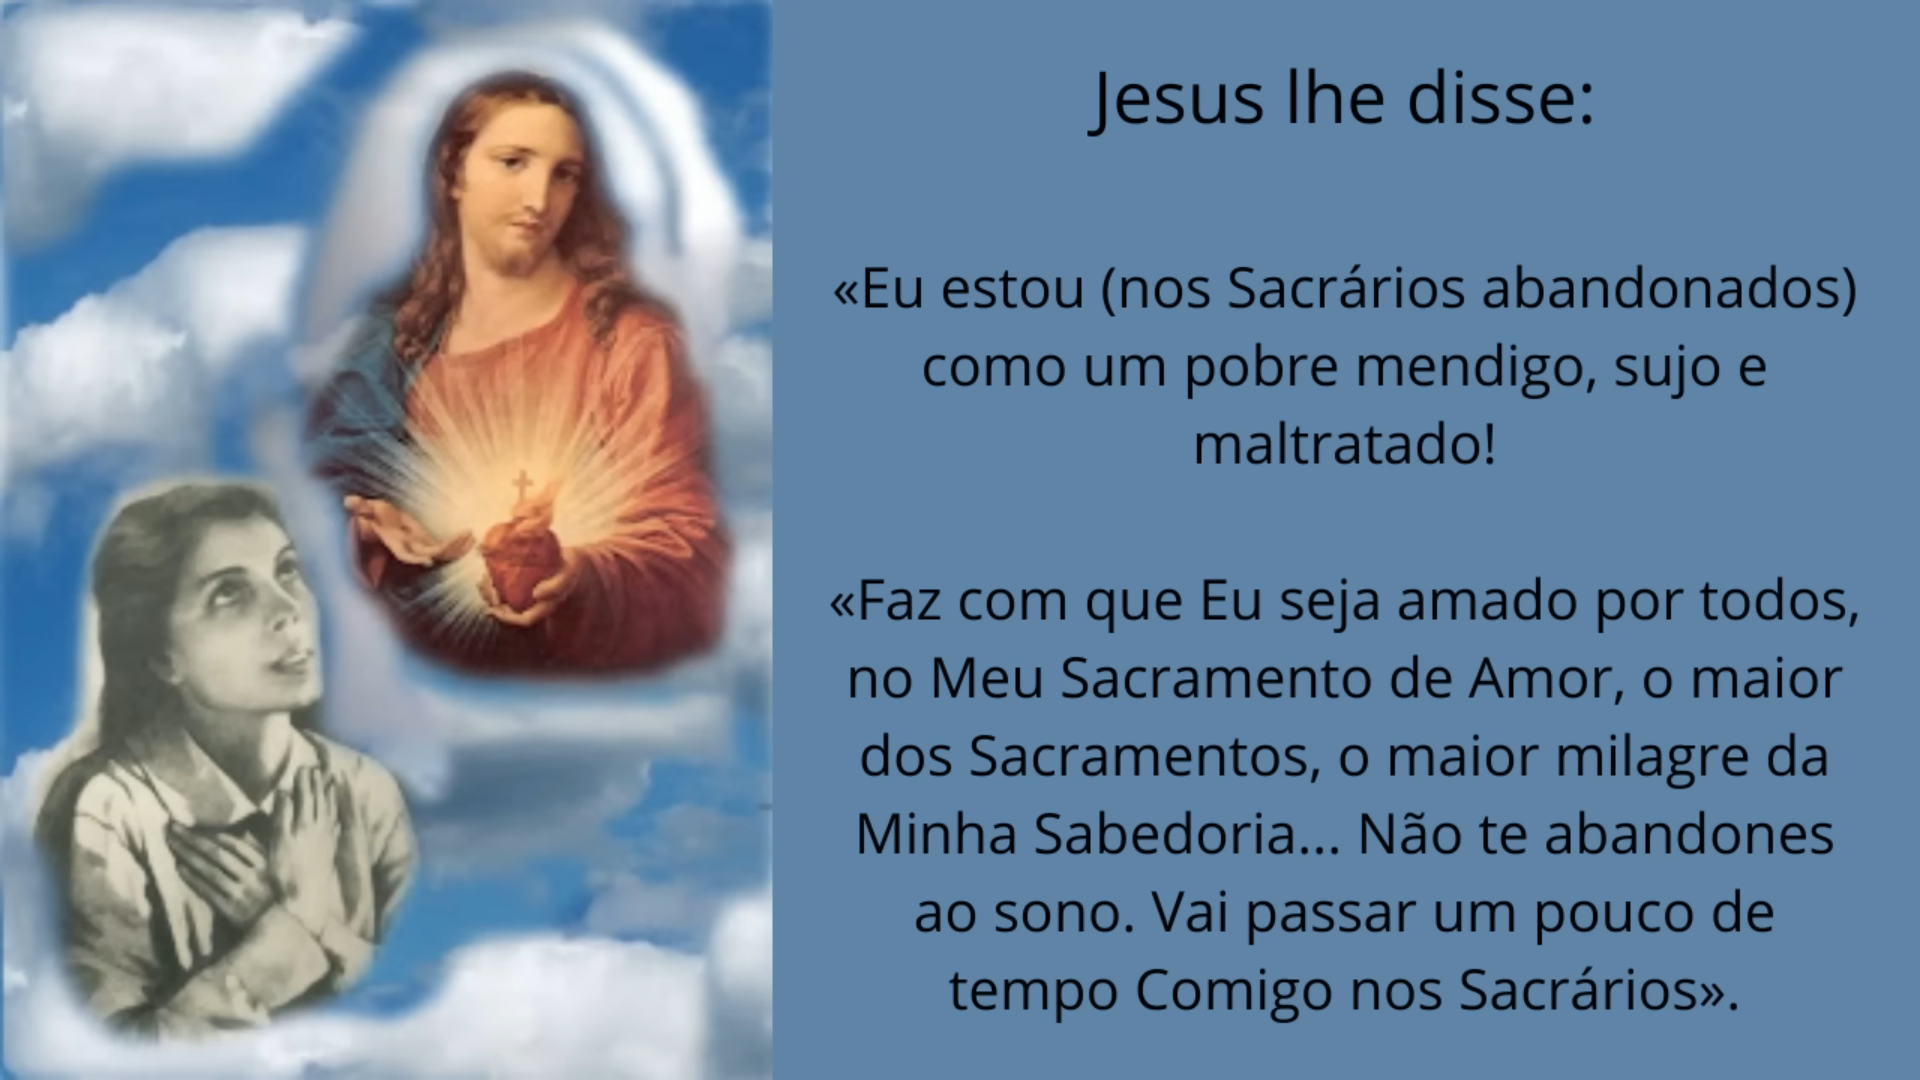 Jesus lhe disse:
«Eu estou (nos Sacrários abandonados)
como um pobre mendigo, sujo e
maltratado!
«Faz com que Eu seja amado por todos,
no Meu Sacramento de Amor, o maior
dos Sacramentos, o maior milagre da
Minha Sabedoria... Não te abandones
ao sono. Vai passar um pouco de
tempo Comigo nos Sacrários».